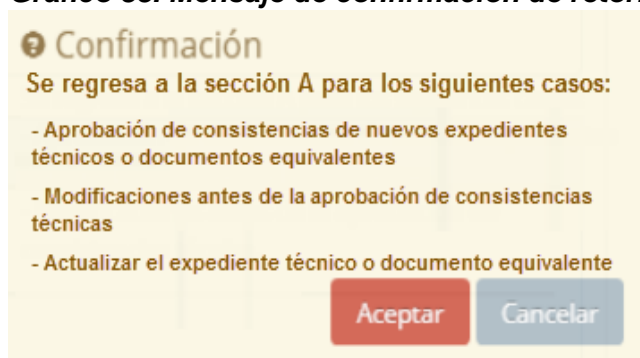 Confirmación
Se regresa a la sección A para los siguientes casos:
- Aprobación de consistencias de nuevos expedientes
técnicos o documentos equivalentes
- Modificaciones antes de la aprobación de consistencias
técnicas
- Actualizar el expediente técnico o documento equivalente
Aceptar Cancelar